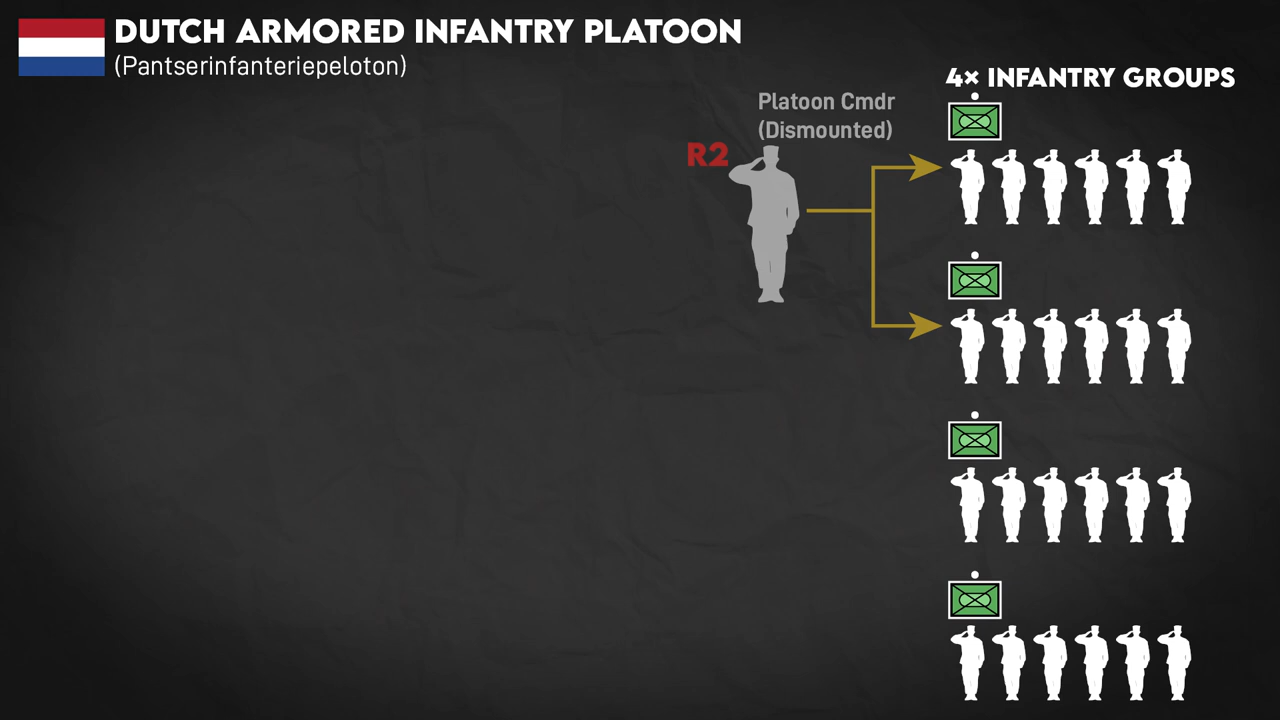 DUTCH ARMORED INFANTRY PLATOON
(Pantserinfanteriepeloton)
4× INFANTRY GROUPS
Platoon Cmdr
(Dismounted)
R2